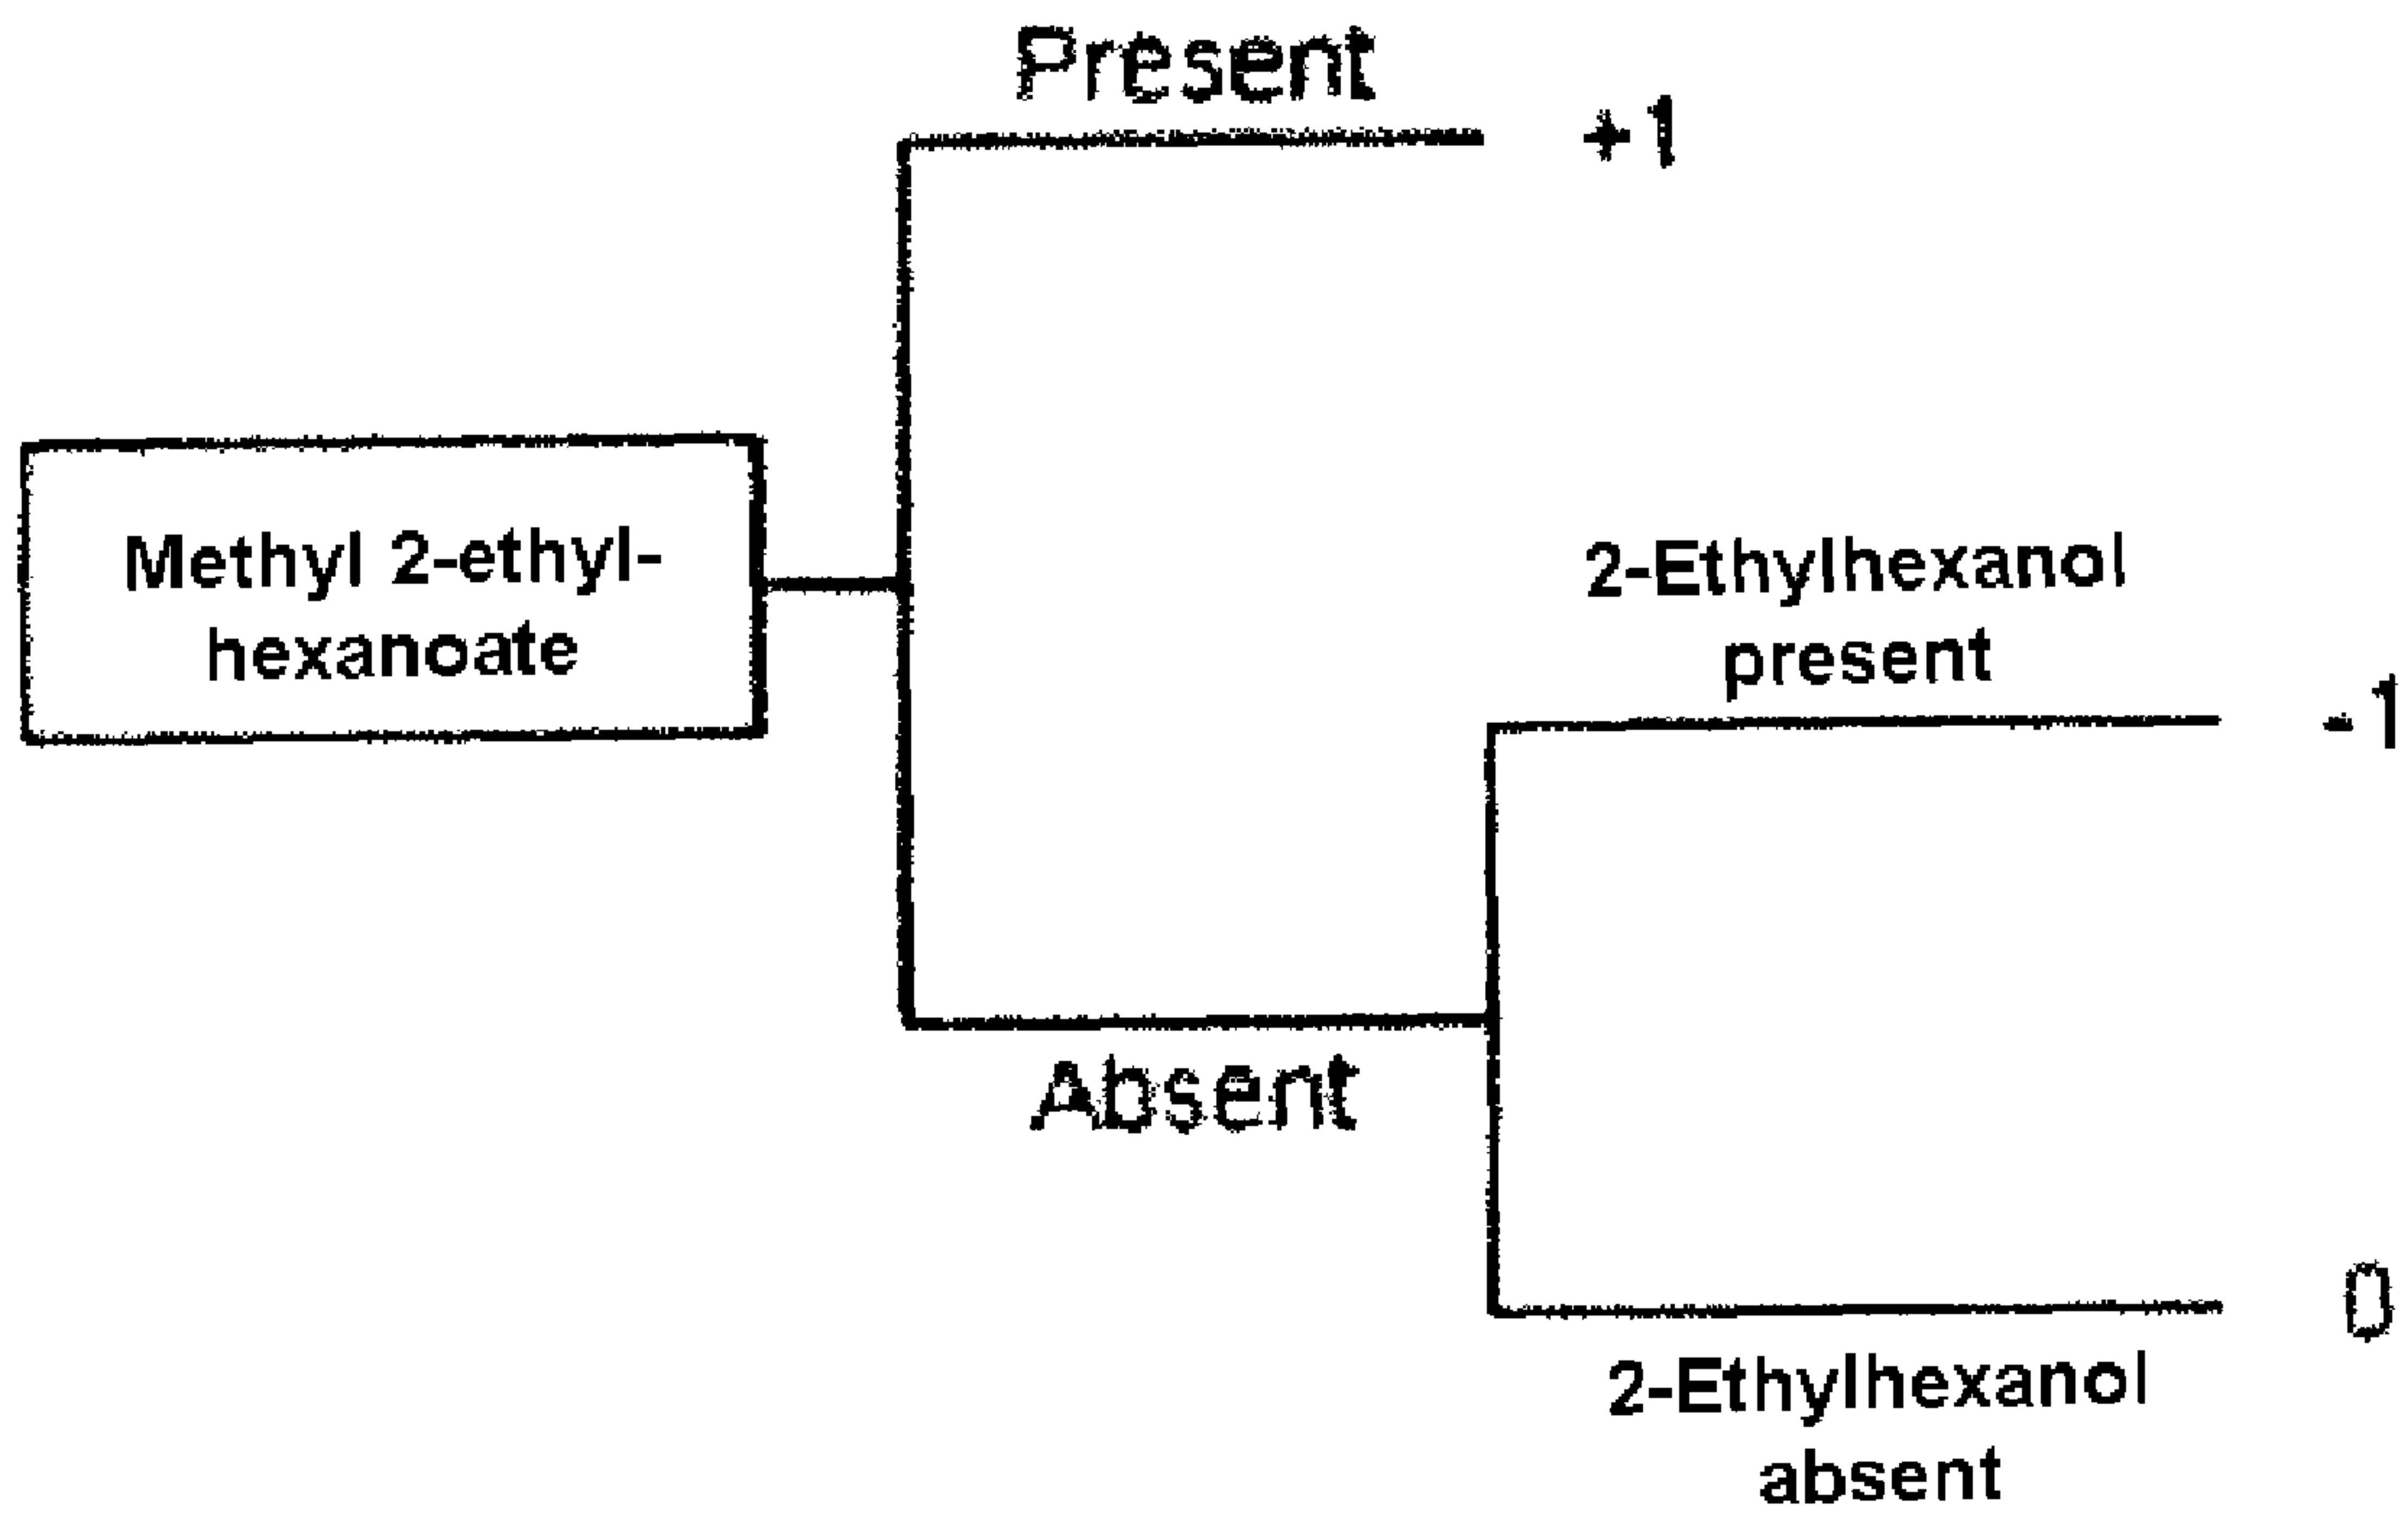 Present
+1
Methyl 2-ethyl-
hexanoate
2-Ethylhexanol
present
-1
Absent
0
2-Ethylhexanol
absent